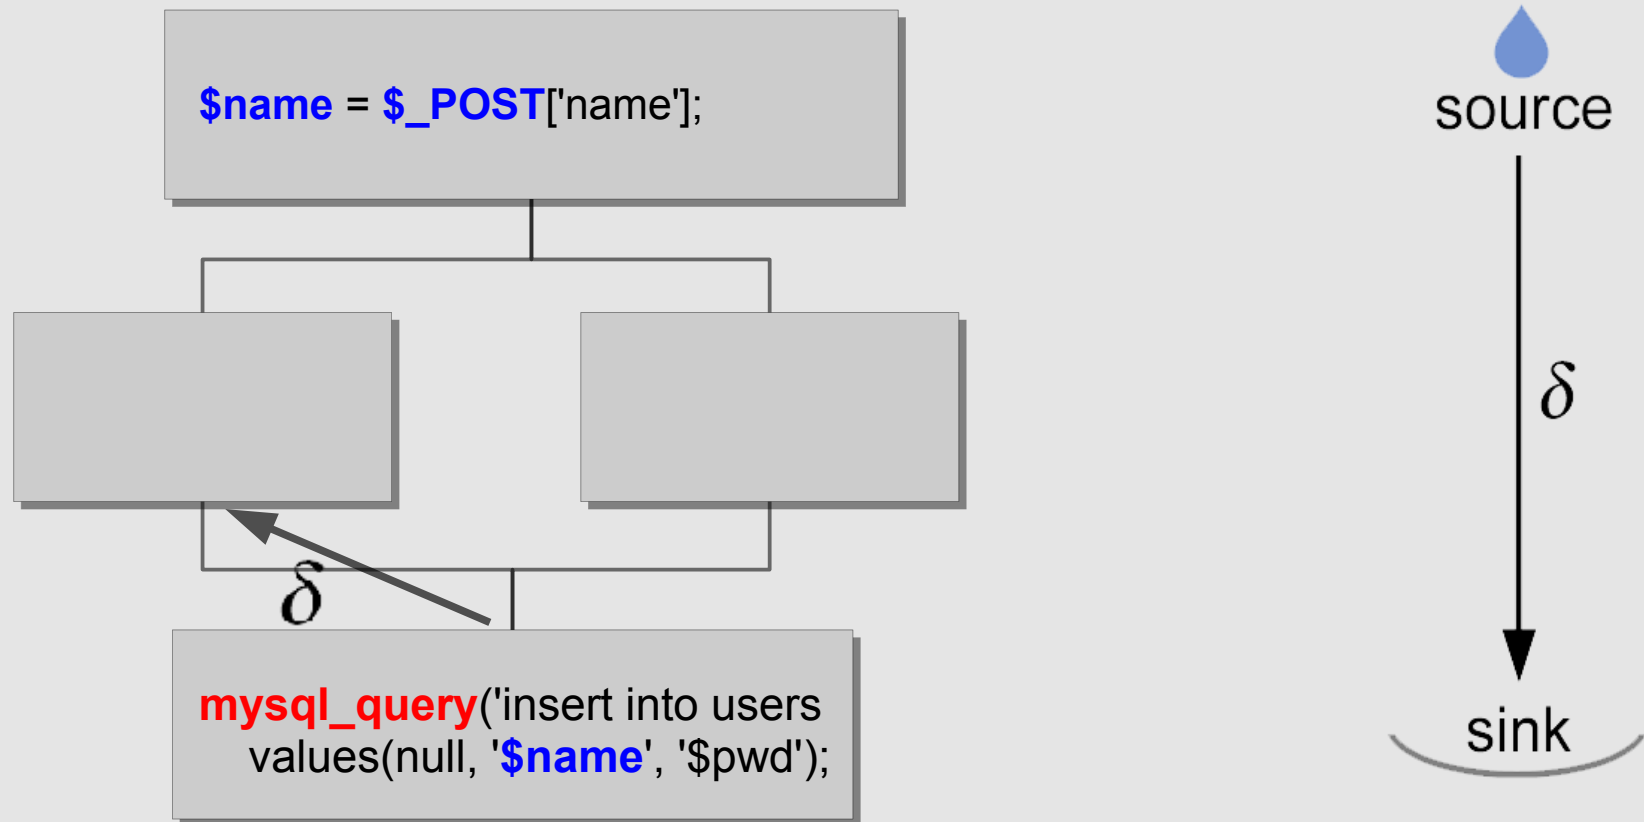 $name = $_POST['name'];
source
δ
δ
mysql_query('insert into users
values(null, '$name', '$pwd');
sink